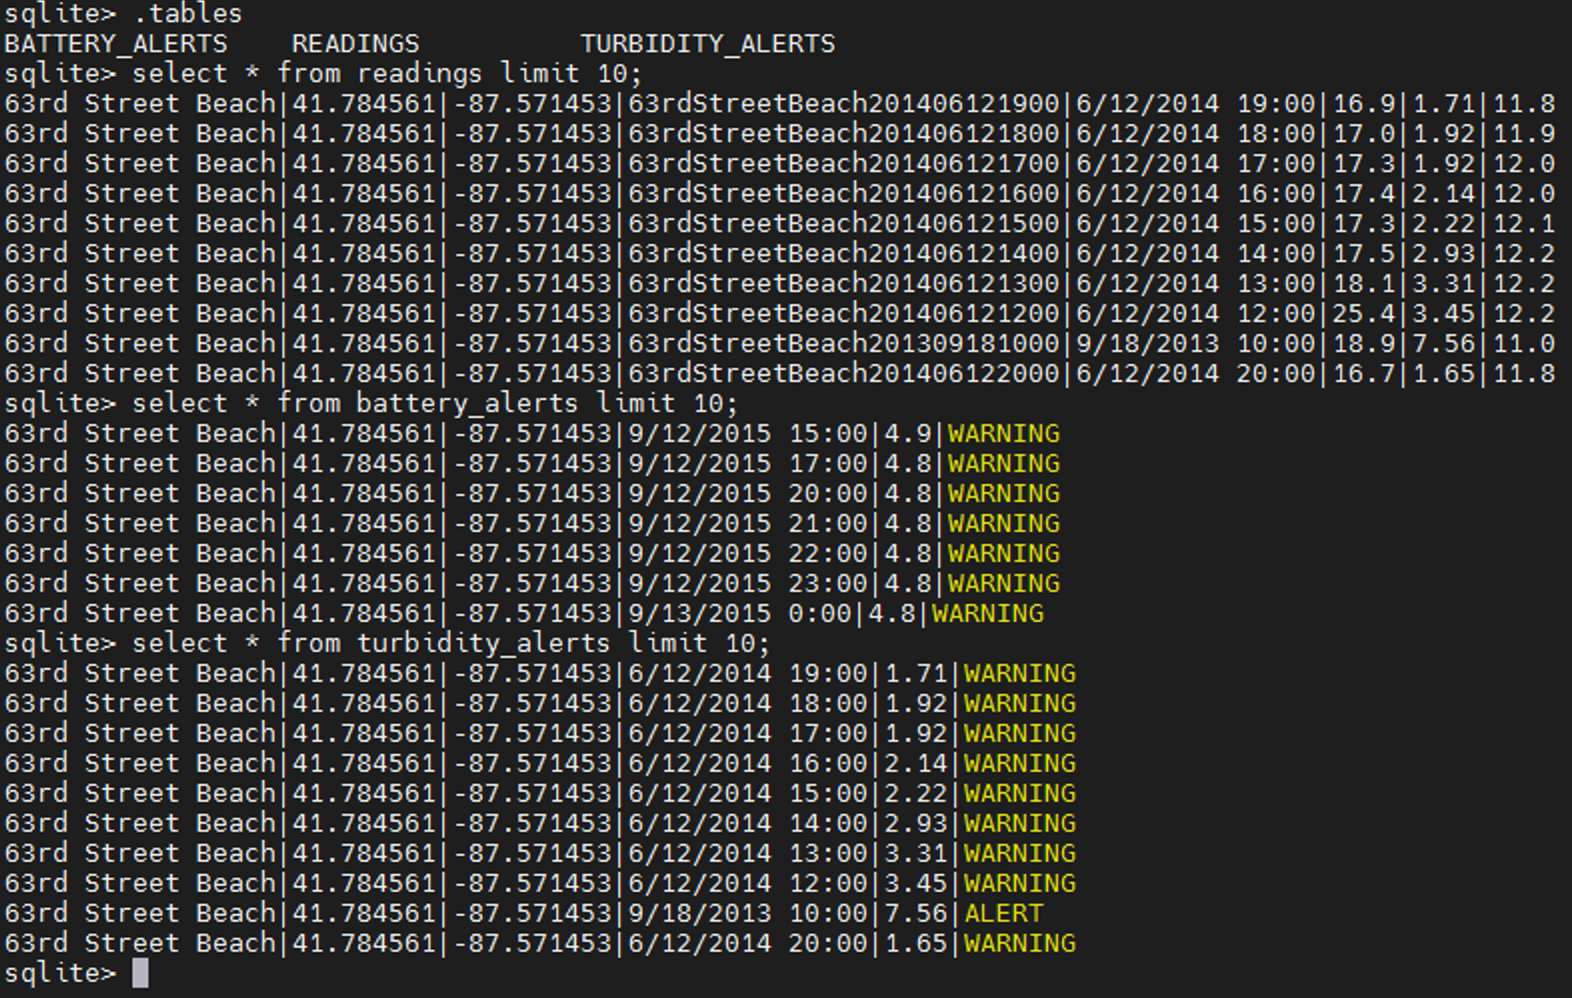 sqlite> .tables
BATTERY_ALERTS    READINGS          TURBIDITY_ALERTS
sqlite> select * from readings limit 10;
63rd Street Beach|41.784561|-87.571453|63rdStreetBeach201406121900|6/12/2014 19:00|16.9|1.71|11.8
63rd Street Beach|41.784561|-87.571453|63rdStreetBeach201406121800|6/12/2014 18:00|17.0|1.92|11.9
63rd Street Beach|41.784561|-87.571453|63rdStreetBeach201406121700|6/12/2014 17:00|17.3|1.92|12.0
63rd Street Beach|41.784561|-87.571453|63rdStreetBeach201406121600|6/12/2014 16:00|17.4|2.14|12.0
63rd Street Beach|41.784561|-87.571453|63rdStreetBeach201406121500|6/12/2014 15:00|17.3|2.22|12.1
63rd Street Beach|41.784561|-87.571453|63rdStreetBeach201406121400|6/12/2014 14:00|17.5|2.93|12.2
63rd Street Beach|41.784561|-87.571453|63rdStreetBeach201406121300|6/12/2014 13:00|18.1|3.31|12.2
63rd Street Beach|41.784561|-87.571453|63rdStreetBeach201406121200|6/12/2014 12:00|25.4|3.45|12.2
63rd Street Beach|41.784561|-87.571453|63rdStreetBeach201309181000|9/18/2013 10:00|18.9|7.56|11.0
63rd Street Beach|41.784561|-87.571453|63rdStreetBeach201406122000|6/12/2014 20:00|16.7|1.65|11.8
sqlite> select * from battery_alerts limit 10;
63rd Street Beach|41.784561|-87.571453|9/12/2015 15:00|4.9|WARNING
63rd Street Beach|41.784561|-87.571453|9/12/2015 17:00|4.8|WARNING
63rd Street Beach|41.784561|-87.571453|9/12/2015 20:00|4.8|WARNING
63rd Street Beach|41.784561|-87.571453|9/12/2015 21:00|4.8|WARNING
63rd Street Beach|41.784561|-87.571453|9/12/2015 22:00|4.8|WARNING
63rd Street Beach|41.784561|-87.571453|9/12/2015 23:00|4.8|WARNING
63rd Street Beach|41.784561|-87.571453|9/13/2015 0:00|4.8|WARNING
sqlite> select * from turbidity_alerts limit 10;
63rd Street Beach|41.784561|-87.571453|6/12/2014 19:00|1.71|WARNING
63rd Street Beach|41.784561|-87.571453|6/12/2014 18:00|1.92|WARNING
63rd Street Beach|41.784561|-87.571453|6/12/2014 17:00|1.92|WARNING
63rd Street Beach|41.784561|-87.571453|6/12/2014 16:00|2.14|WARNING
63rd Street Beach|41.784561|-87.571453|6/12/2014 15:00|2.22|WARNING
63rd Street Beach|41.784561|-87.571453|6/12/2014 14:00|2.93|WARNING
63rd Street Beach|41.784561|-87.571453|6/12/2014 13:00|3.31|WARNING
63rd Street Beach|41.784561|-87.571453|6/12/2014 12:00|3.45|WARNING
63rd Street Beach|41.784561|-87.571453|9/18/2013 10:00|7.56|ALERT
63rd Street Beach|41.784561|-87.571453|6/12/2014 20:00|1.65|WARNING
sqlite>